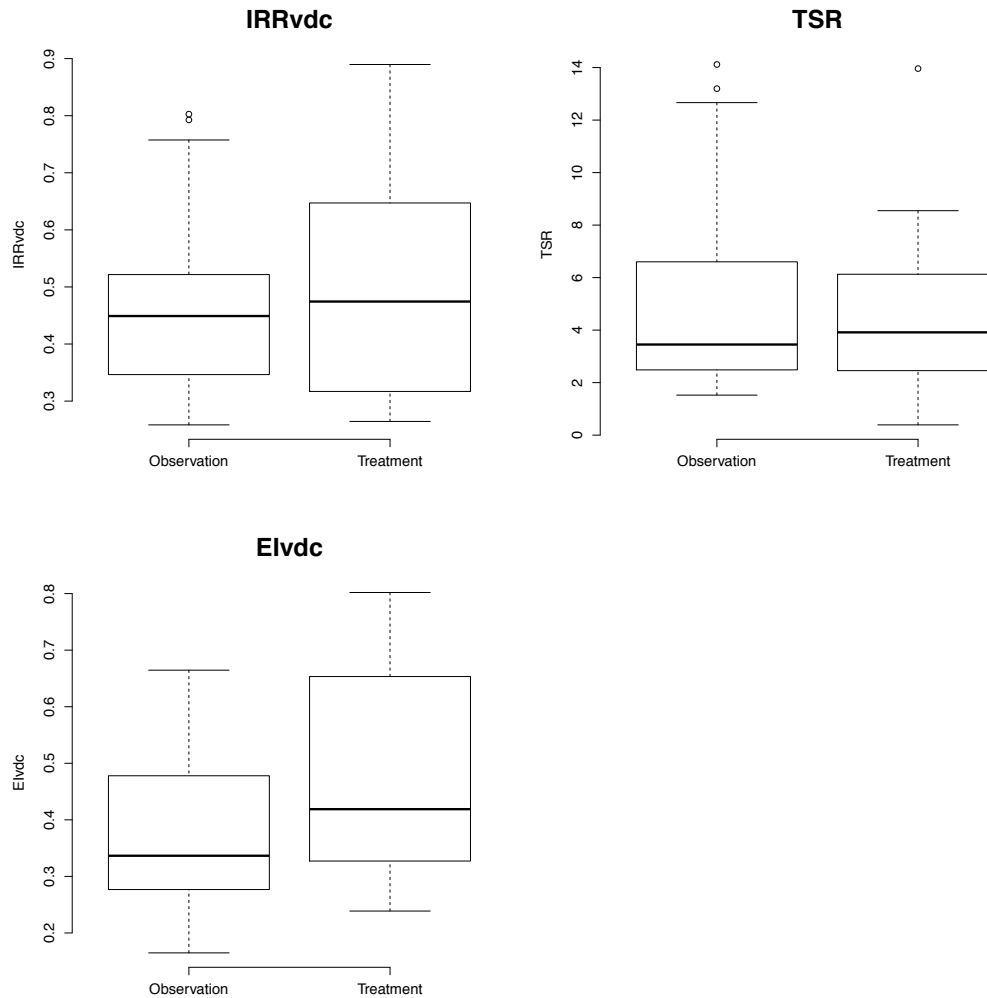 IRRvdc
IRRvdc
0.3 0.4 0.5 0.6 0.7 0.8 0.9
Observation Treatment
TSR
TSR
0 2 4 6 8 10 12 14
Observation Treatment
EIvdc
EIvdc
0.2 0.3 0.4 0.5 0.6 0.7 0.8
Observation Treatment